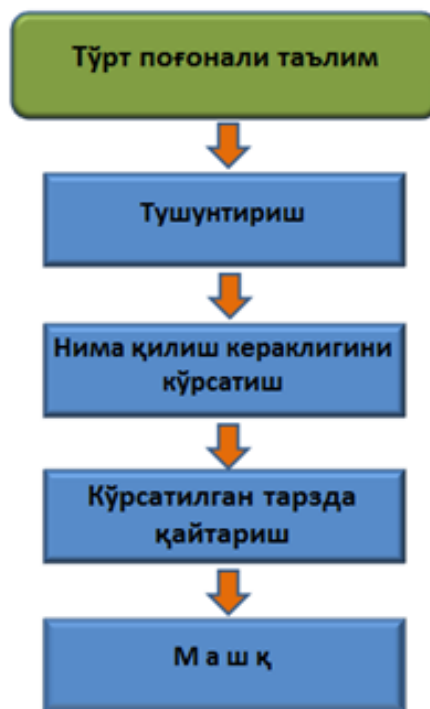 Тўрт поғонали таълим
Тушунтириш
Нима қилиш кераклигини
кўрсатиш
Кўрсатилган тарзда
қайтариш
М а ш қ